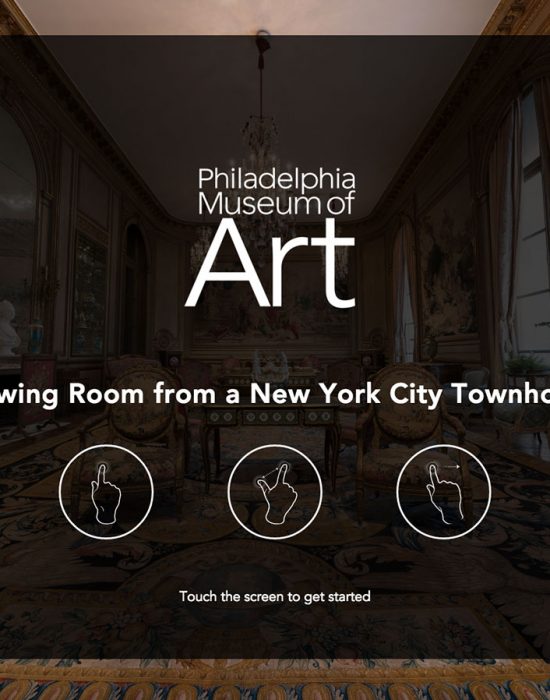 Philadelphia
Museum of
Art
wing Room from a New York City Townho
Touch the screen to get started